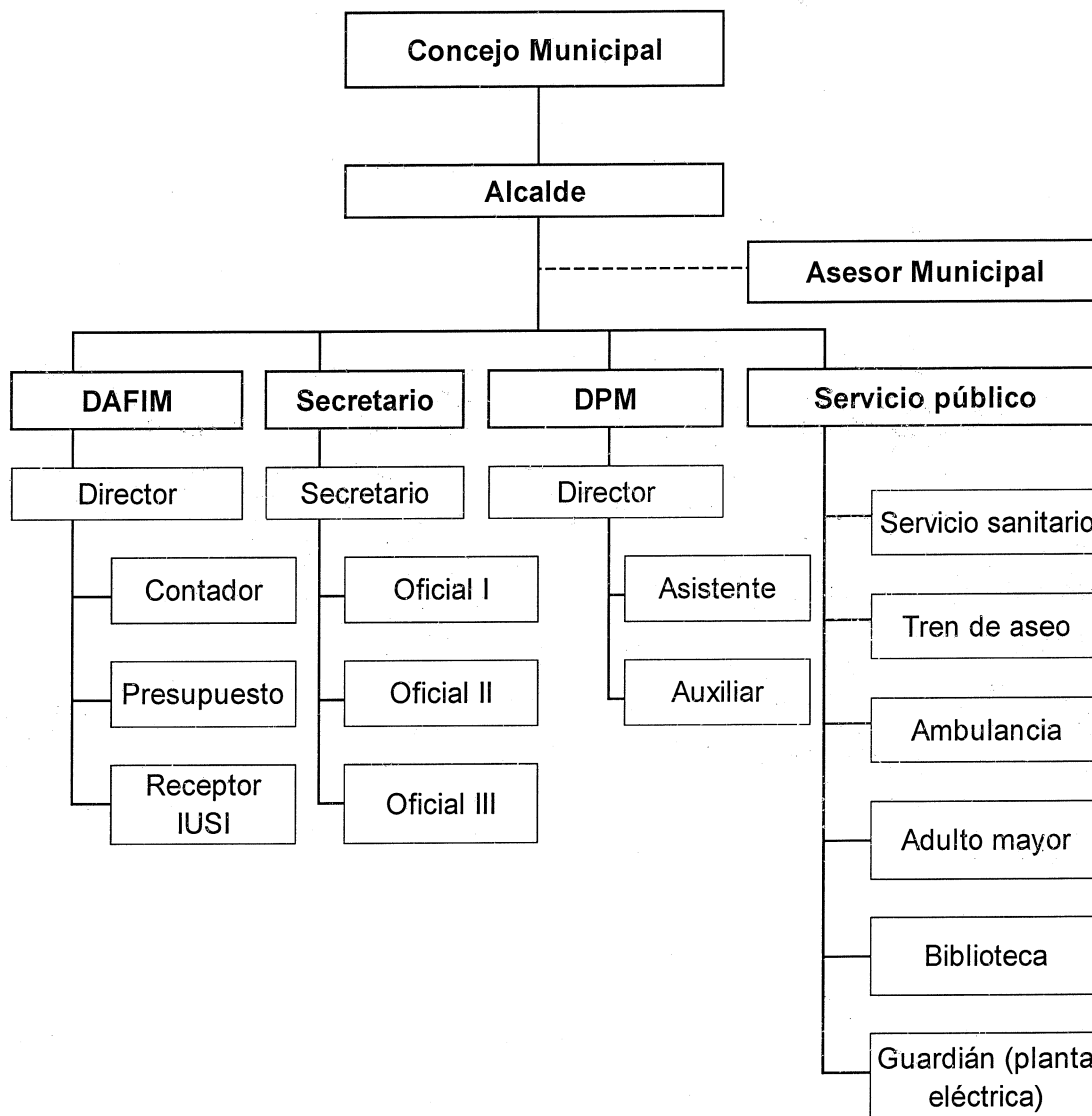 Concejo Municipal
Alcalde
Asesor Municipal
DAFIM
Secretario
DPM
Servicio público
Director
Secretario
Director
Contador
Presupuesto
Receptor
IUSI
Oficial I
Oficial II
Oficial III
Asistente
Auxiliar
Servicio sanitario
Tren de aseo
Ambulancia
Adulto mayor
Biblioteca
Guardián (planta
eléctrica)